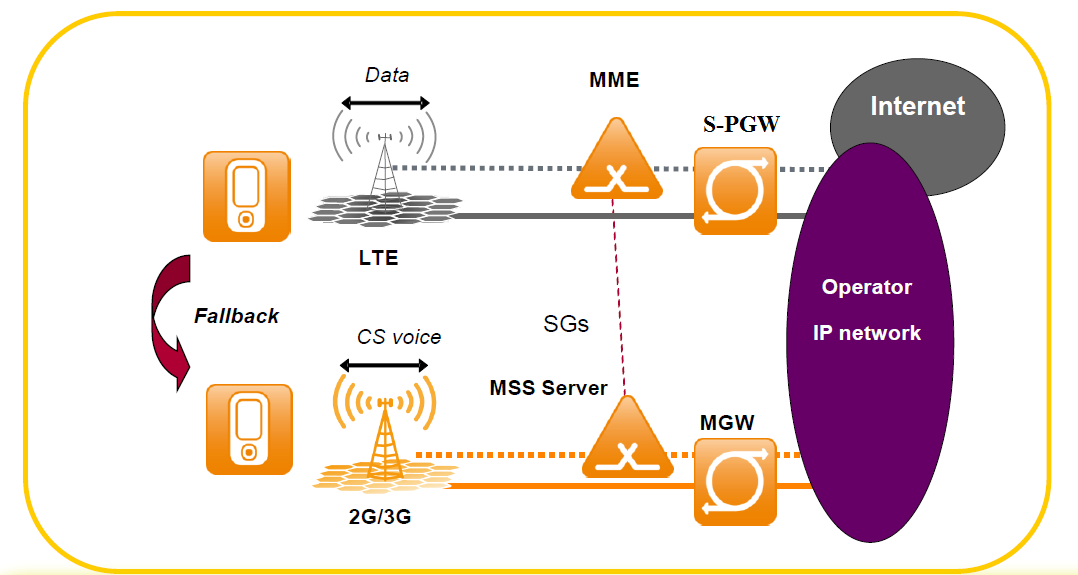 Data
MME
S-PGW
Internet
LTE
Operator
IP network
Fallback
SGs
CS voice
MSS Server
MGW
2G/3G